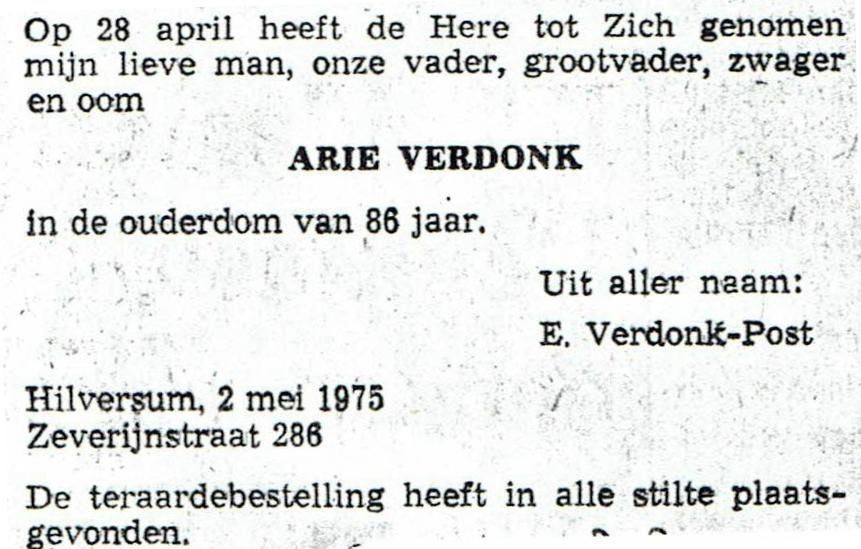 Op 28 april heeft de Here tot Zich genomen
mijn lieve man, onze vader, grootvader, zwager
en oom
ARIE VERDONK
in de ouderdom van 86 jaar.
Uit aller naam:
E. Verdonk-Post
Hilversum, 2 mei 1975
Zeverijnstraat 286
De teraardebestelling heeft in alle stilte plaats-
gevonden.